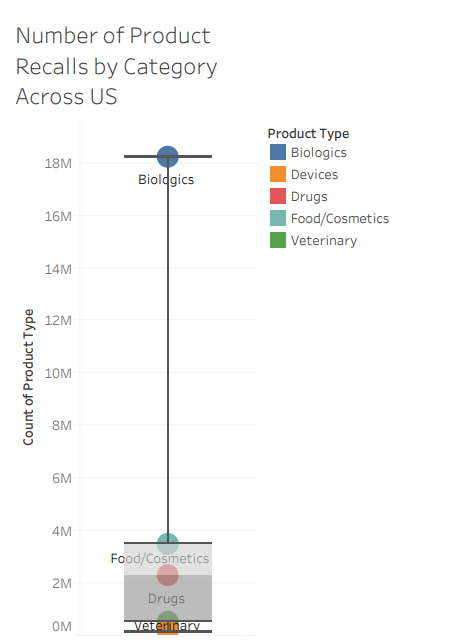 Number of Product
Recalls by Category
Across US
Product Type
Biologics
Devices
Drugs
Food/Cosmetics
Veterinary
Count of Product Type
18M
16M
14M
12M
10M
8M
6M
4M
2M
0M
Biologics
Food/Cosmetics
Drugs
Veterinary